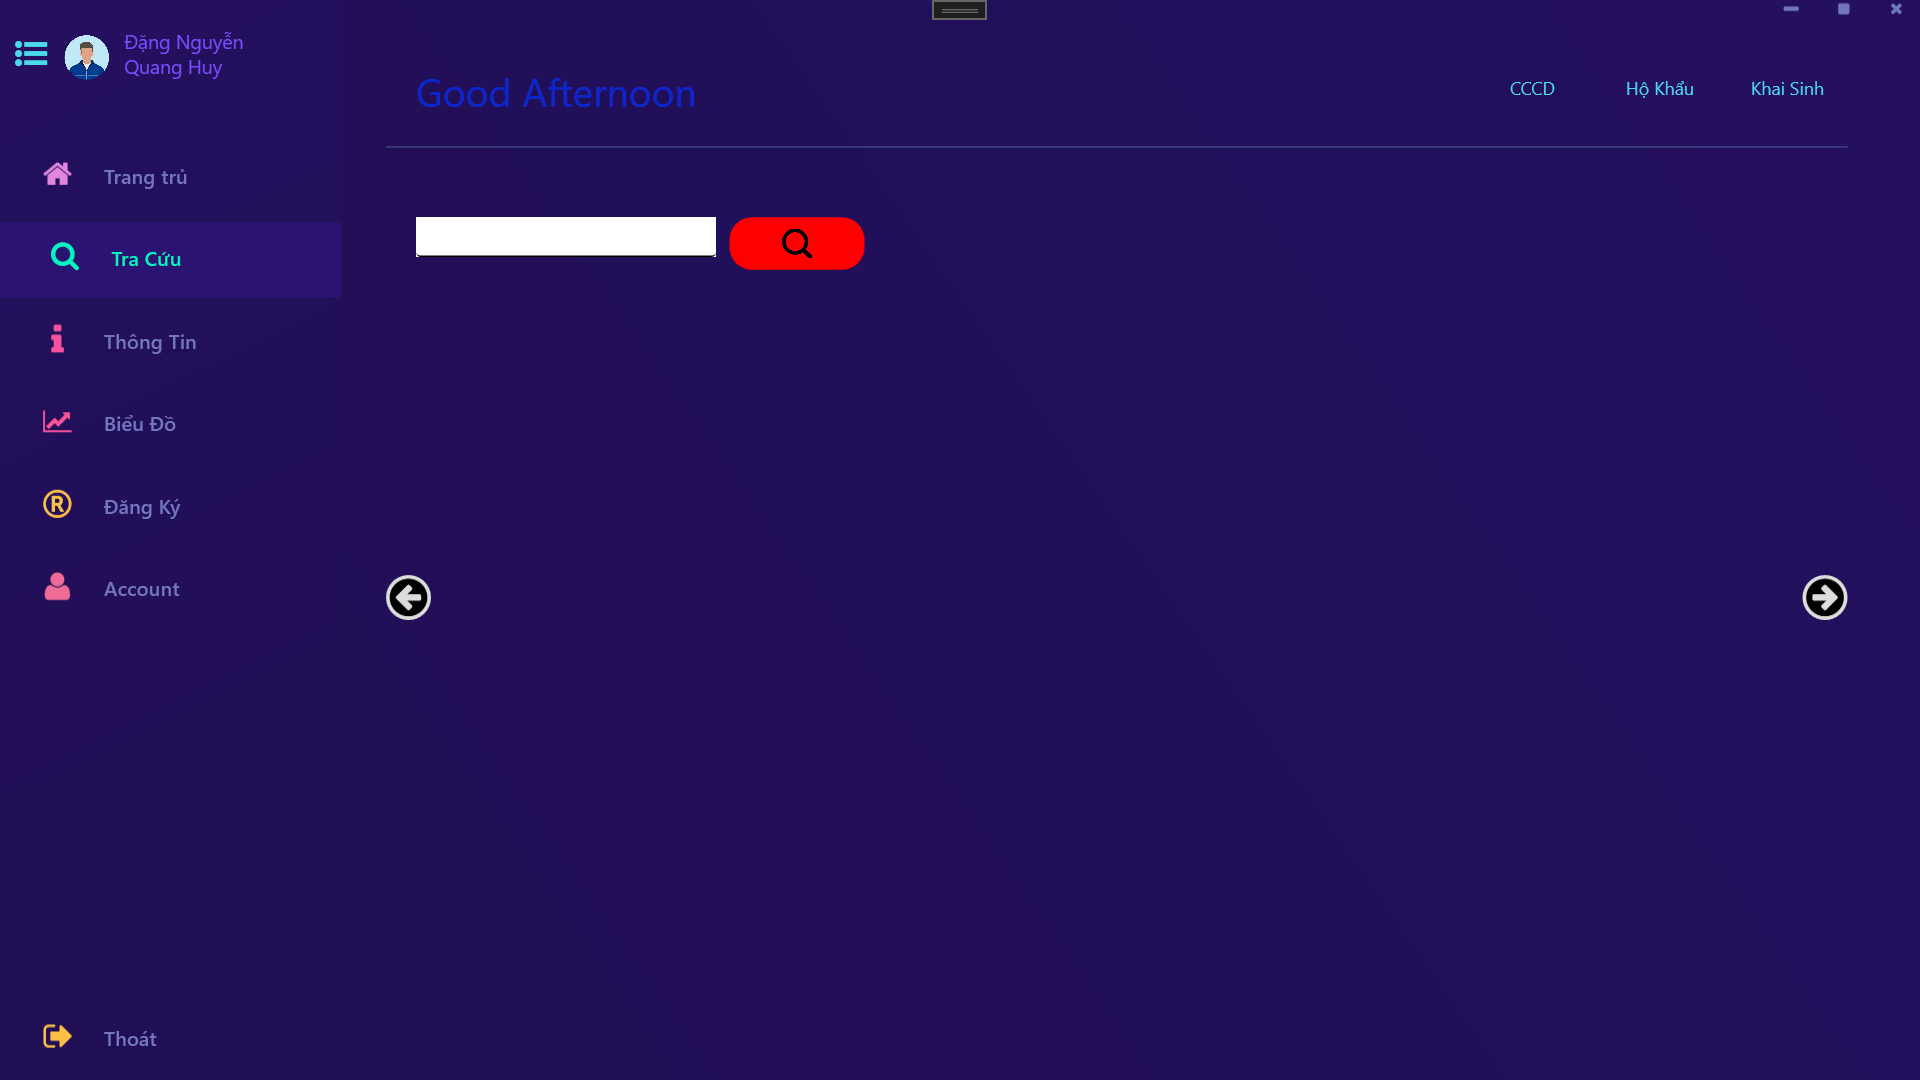 Đặng Nguyễn
Quang Huy
Good Afternoon
CCCD
Hộ Khẩu
Khai Sinh
Trang trủ
Tra Cứu
Thông Tin
Biểu Đồ
Đăng Ký
Account
Thoát